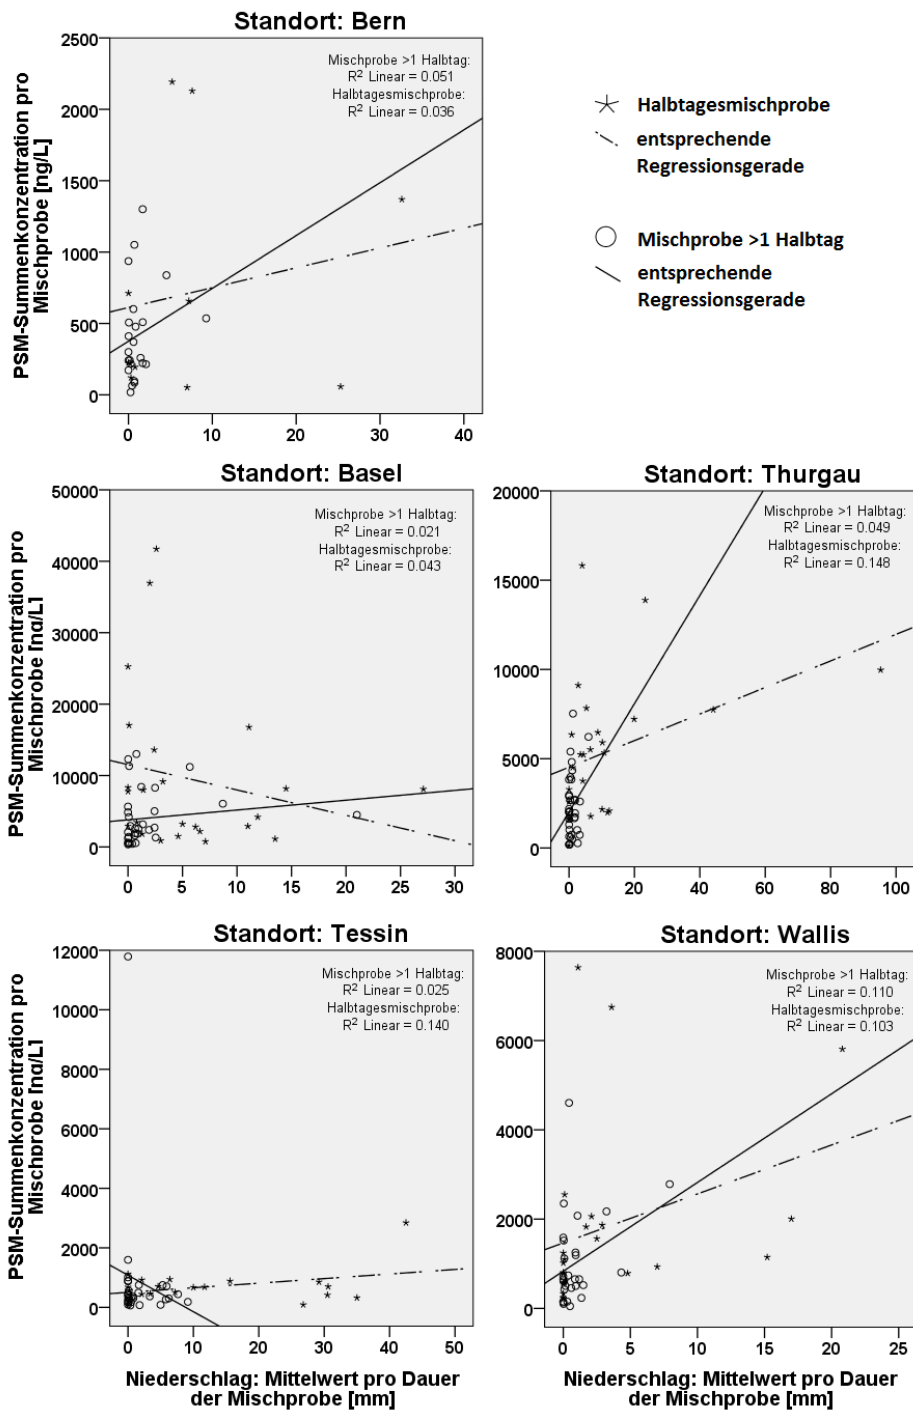 Standort: Bern
PSM-Summenkonzentration pro
Mischprobe [ng/L]
2500
2000
1500
1000
500
0
Mischprobe >1 Halbtag:
R² Linear = 0.051
Halbtagesmischprobe:
R² Linear = 0.036
0 10 20 30 40
Halbtagesmischprobe
entsprechende
Regressionsgerade
Mischprobe >1 Halbtag
entsprechende
Regressionsgerade
Standort: Basel
PSM-Summenkonzentration pro
Mischprobe [ng/L]
50000
40000
30000
20000
10000
0
Mischprobe >1 Halbtag:
R² Linear = 0.021
Halbtagesmischprobe:
R² Linear = 0.043
0 5 10 15 20 25 30
Standort: Thurgau
20000
15000
10000
5000
0
Mischprobe >1 Halbtag:
R² Linear = 0.049
Halbtagesmischprobe:
R² Linear = 0.148
0 20 40 60 80 100
Standort: Tessin
PSM-Summenkonzentration pro
Mischprobe [ng/L]
12000
10000
8000
6000
4000
2000
0
Mischprobe >1 Halbtag:
R² Linear = 0.025
Halbtagesmischprobe:
R² Linear = 0.140
0 10 20 30 40 50
Niederschlag: Mittelwert pro Dauer
der Mischprobe [mm]
Standort: Wallis
8000
6000
4000
2000
0
Mischprobe >1 Halbtag:
R² Linear = 0.110
Halbtagesmischprobe:
R² Linear = 0.103
0 5 10 15 20 25
Niederschlag: Mittelwert pro Dauer
der Mischprobe [mm]